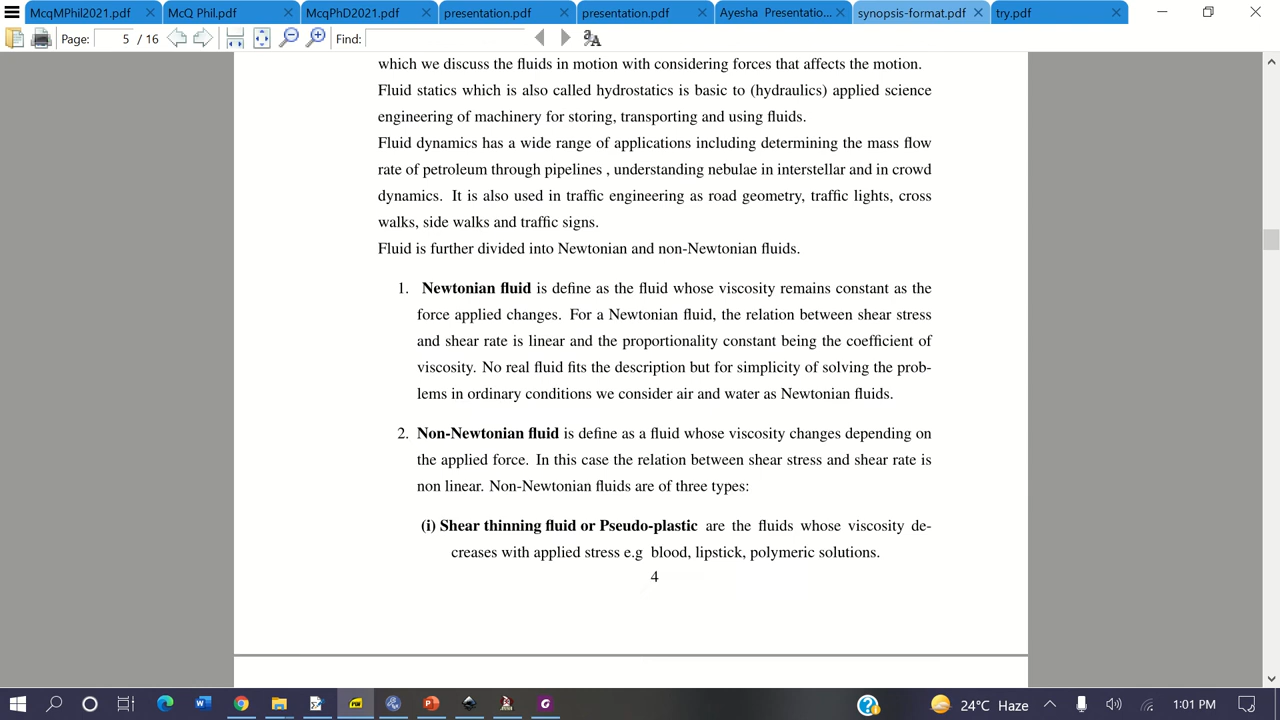 McqMPhil2021.pdf McQ Phil.pdf McqPhD2021.pdf presentation.pdf presentation.pdf Ayesha Presentatio... synopsis-format.pdf try.pdf
Page: 5 / 16 Find:
which we discuss the fluids in motion with considering forces that affects the motion.
Fluid statics which is also called hydrostatics is basic to (hydraulics) applied science
engineering of machinery for storing, transporting and using fluids.
Fluid dynamics has a wide range of applications including determining the mass flow
rate of petroleum through pipelines , understanding nebulae in interstellar and in crowd
dynamics. It is also used in traffic engineering as road geometry, traffic lights, cross
walks, side walks and traffic signs.
Fluid is further divided into Newtonian and non-Newtonian fluids.
1. Newtonian fluid is define as the fluid whose viscosity remains constant as the
force applied changes. For a Newtonian fluid, the relation between shear stress
and shear rate is linear and the proportionality constant being the coefficient of
viscosity. No real fluid fits the description but for simplicity of solving the prob-
lems in ordinary conditions we consider air and water as Newtonian fluids.
2. Non-Newtonian fluid is define as a fluid whose viscosity changes depending on
the applied force. In this case the relation between shear stress and shear rate is
non linear. Non-Newtonian fluids are of three types:
(i) Shear thinning fluid or Pseudo-plastic are the fluids whose viscosity de-
creases with applied stress e.g blood, lipstick, polymeric solutions.
4
24°C Haze 1:01 PM